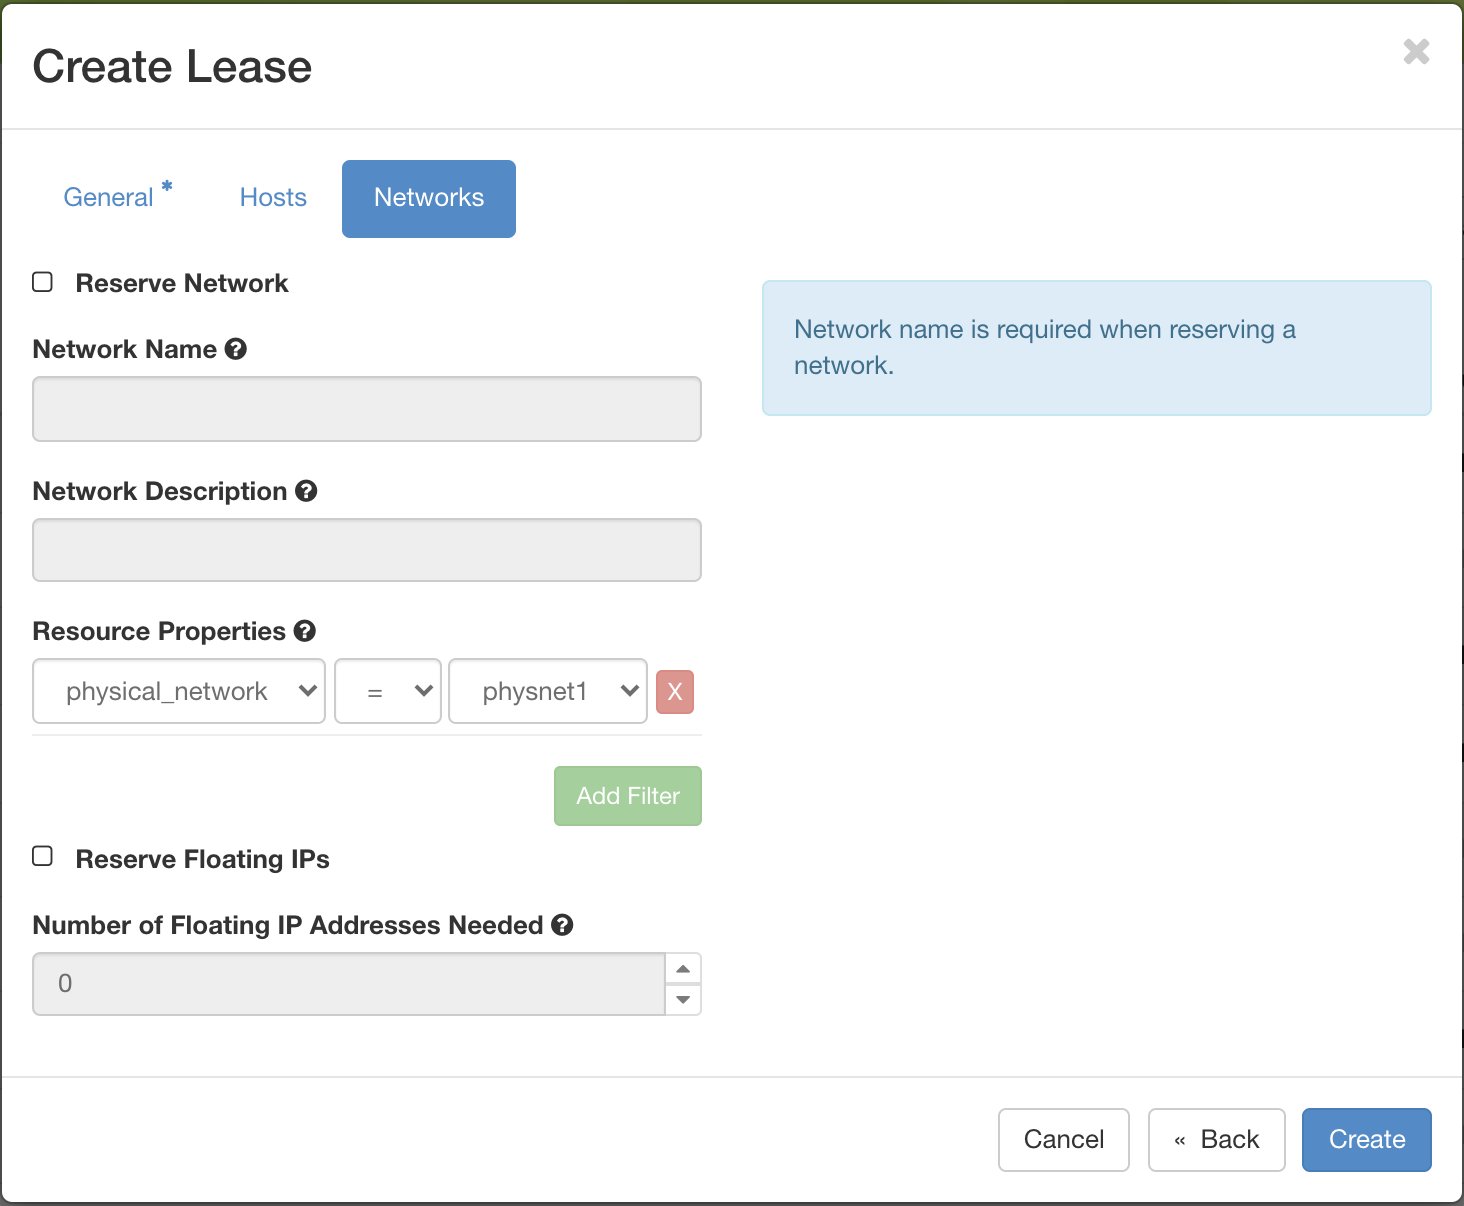 Create Lease
General *
Hosts
Networks
Reserve Network
Network name is required when reserving a
network.
Network Name
Network Description
Resource Properties
physical_network
=
physnet1
X
Add Filter
Reserve Floating IPs
Number of Floating IP Addresses Needed
0
Cancel
« Back
Create